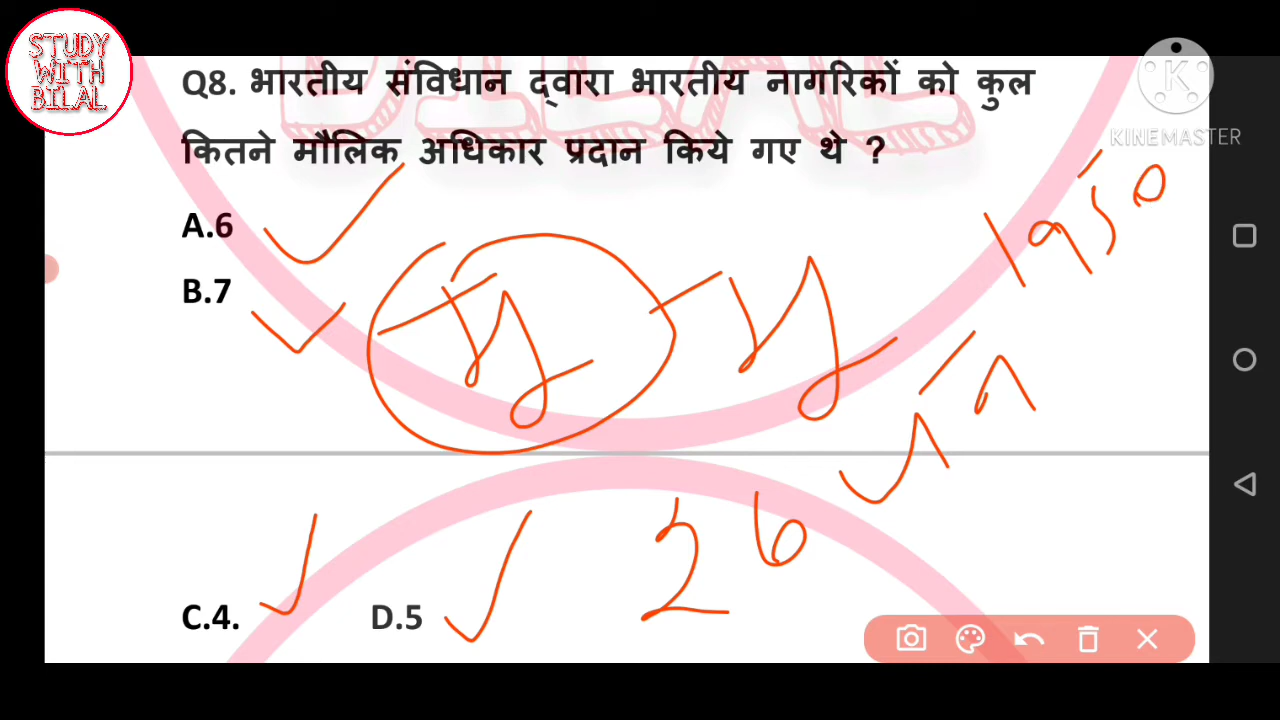 STUDY
WITH
BILAL
Q8. भारतीय संविधान द्वारा भारतीय नागरिकों को कुल
कितने मौलिक अधिकार प्रदान किये गए थे ?
KINEMASTER
A.6
1950
B.7
26
C.4. D.5